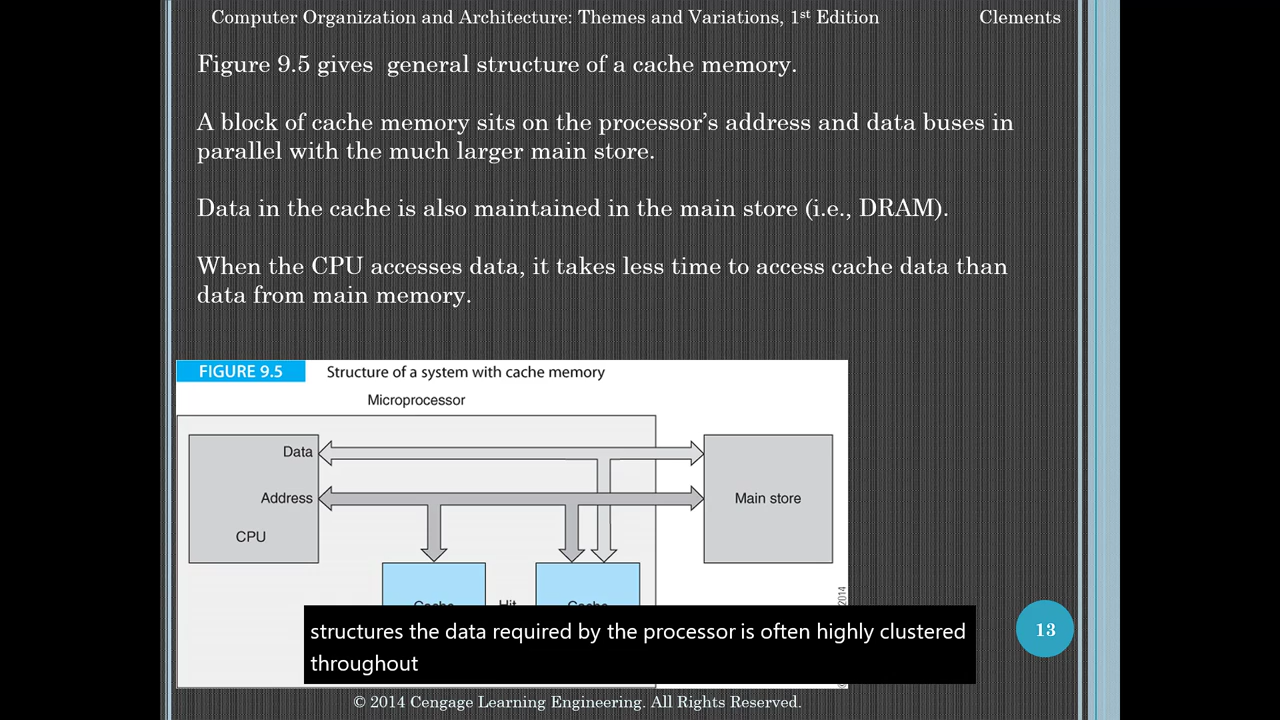 Computer Organization and Architecture: Themes and Variations, 1st Edition Clements
Figure 9.5 gives general structure of a cache memory.
A block of cache memory sits on the processor's address and data buses in
parallel with the much larger main store.
Data in the cache is also maintained in the main store (i.e., DRAM).
When the CPU accesses data, it takes less time to access cache data than
data from main memory.
FIGURE 9.5 Structure of a system with cache memory
Microprocessor
Data
Address
CPU
Main store
Cache Hit Cache
2014
structures the data required by the processor is often highly clustered
throughout
13
© 2014 Cengage Learning Engineering. All Rights Reserved.